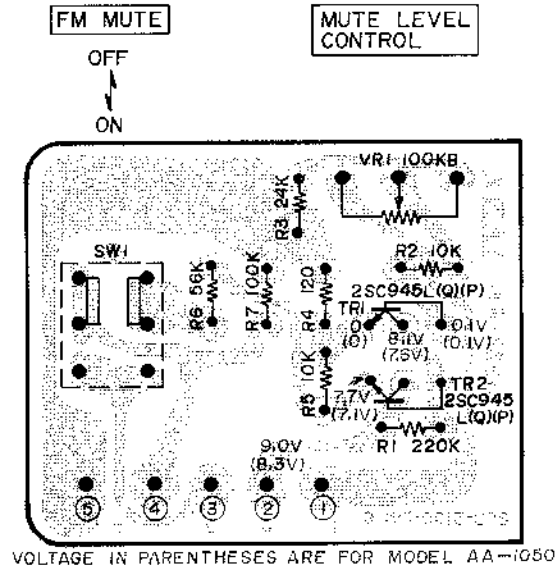 FM MUTE
MUTE LEVEL
CONTROL
OFF
ON
VR1 100KB
R3 24K
SW1
R2 10K
R6 56K
R7 100K
R4 120
2SC945L(Q)(P)
TR1
0
(0)
8.1V
(7.6V)
0.1V
(0.1V)
R5 10K
7.7V
(7.1V)
TR2
2SC945
L(Q)(P)
R1 220K
9.0V
(8.3V)
5
4
3
2
1
VOLTAGE IN PARENTHESES ARE FOR MODEL AA-1050